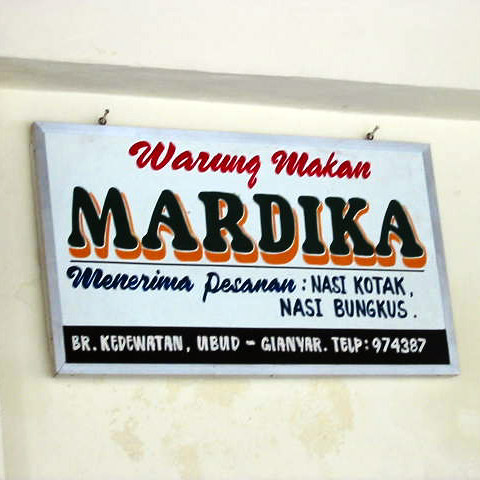 Warung Makan
MARDIKA
Menerima Pesanan : NASI KOTAK,
NASI BUNGKUS.
BR. KEDEWATAN, UBUD - GIANYAR. TELP: 974387